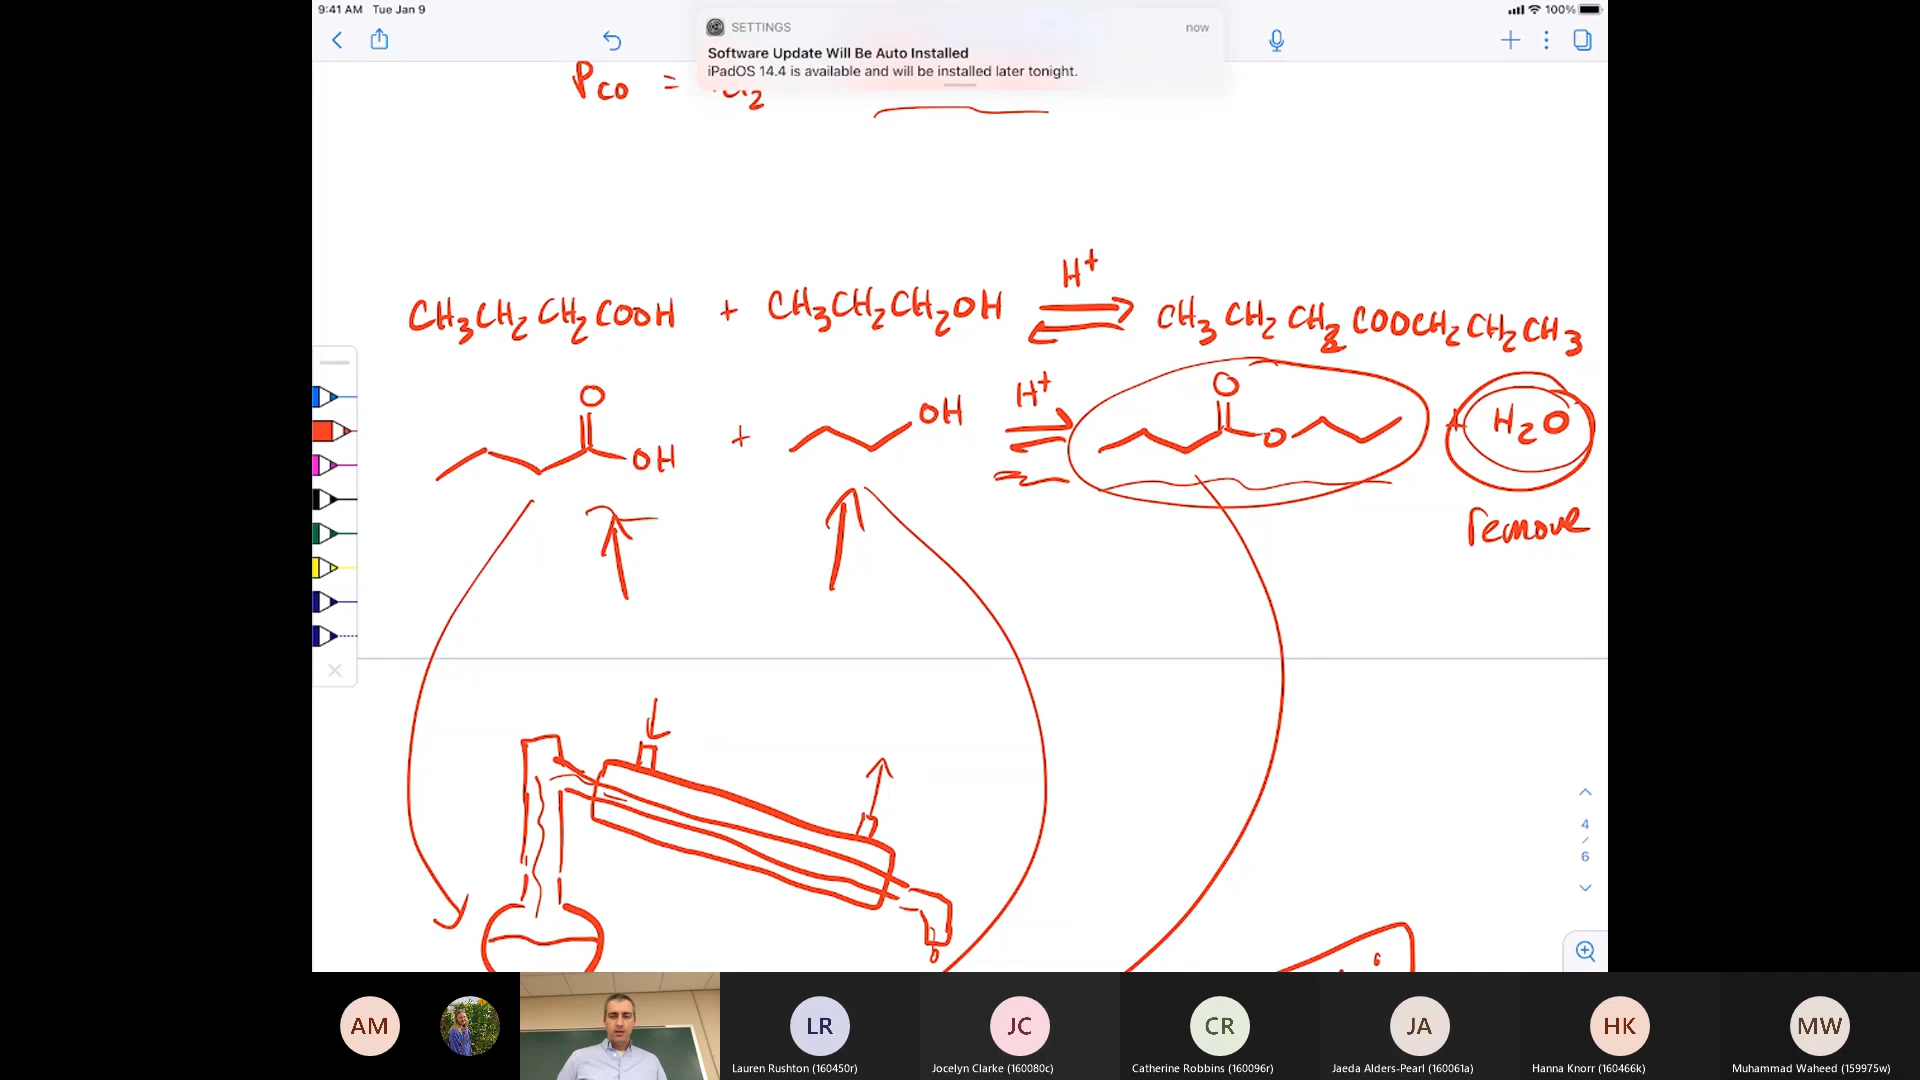 9:41 AM Tue Jan 9
100%
SETTINGS
now
Software Update Will Be Auto Installed
iPadOS 14.4 is available and will be installed later tonight.
P_CO =
H⁺
CH₃CH₂CH₂COOH + CH₃CH₂CH₂OH ⇌ CH₃CH₂CH₂COOCH₂CH₂CH₃
O H⁺ O
OH + OH ⇌ O + H₂O
remove
4
6
AM
LR
JC
CR
JA
HK
MW
Lauren Rushton (160450r)
Jocelyn Clarke (160080c)
Catherine Robbins (160096r)
Jaeda Alders-Pearl (160061a)
Hanna Knorr (160466k)
Muhammad Waheed (159975w)